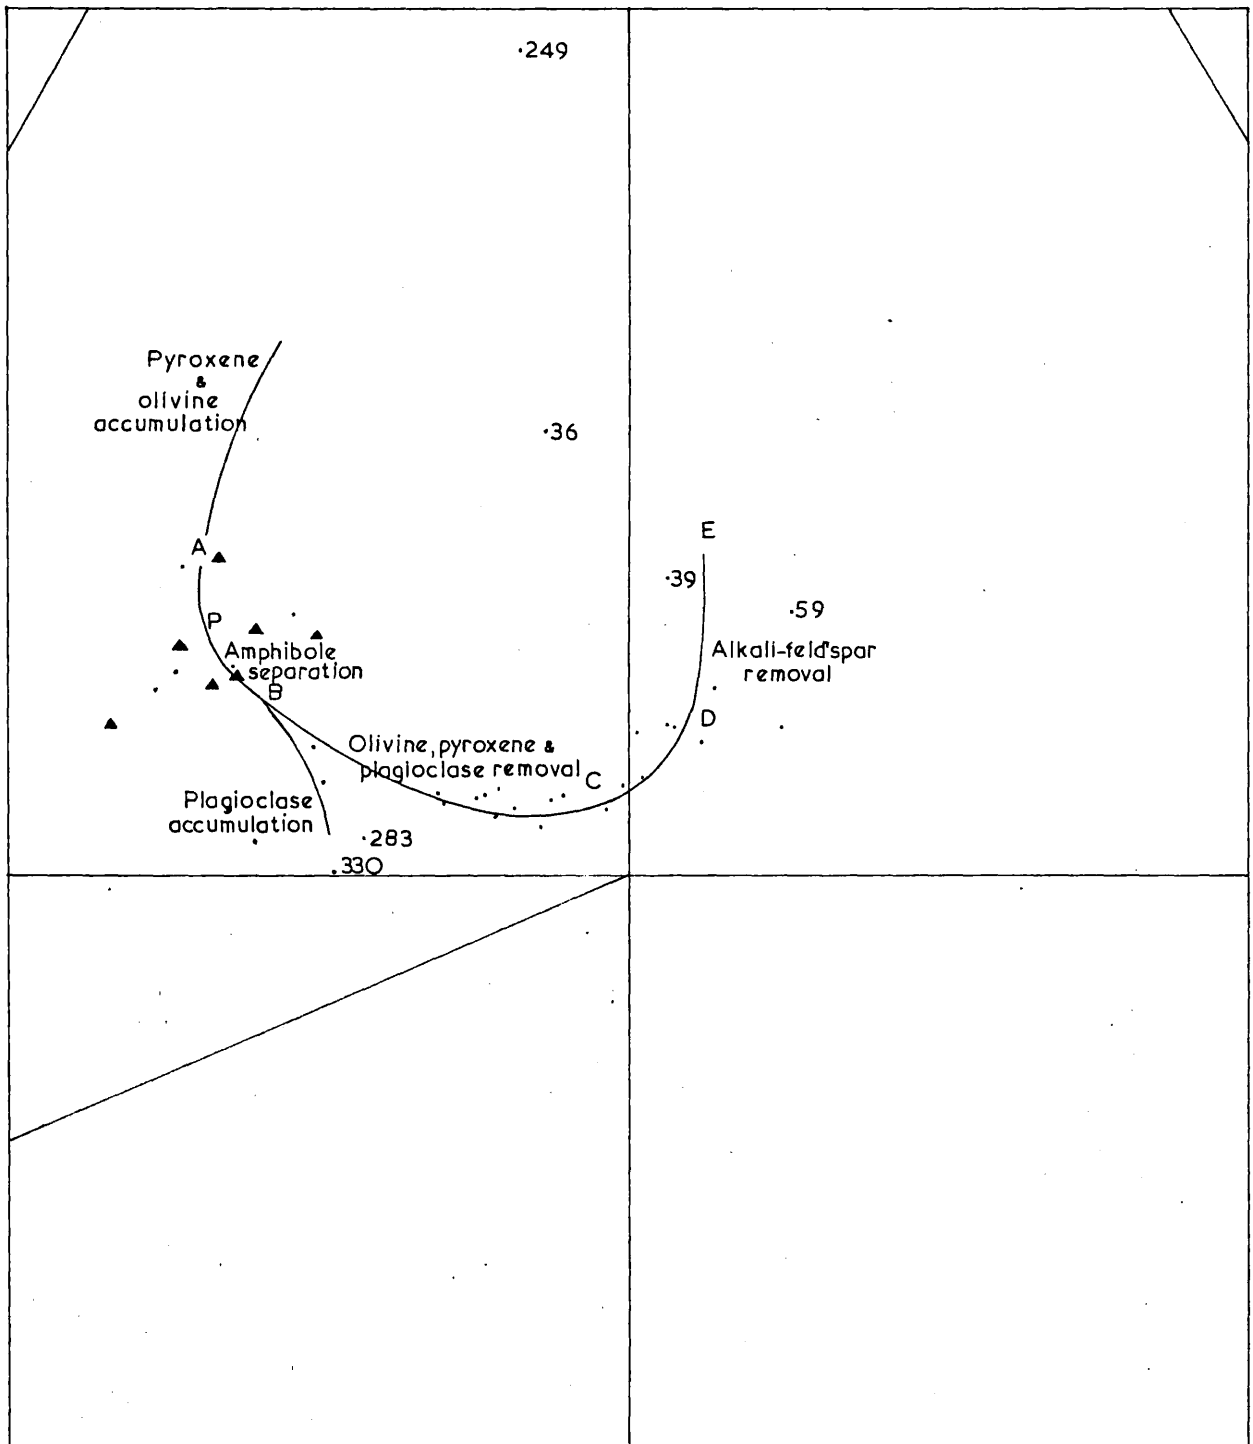 .249
Pyroxene
&
olivine
accumulation
.36
E
A
.39
.59
P
Amphibole
separation
Alkali-feldspar
removal
B
D
Olivine, pyroxene &
plagioclase removal
C
Plagioclase
accumulation
.283
.330